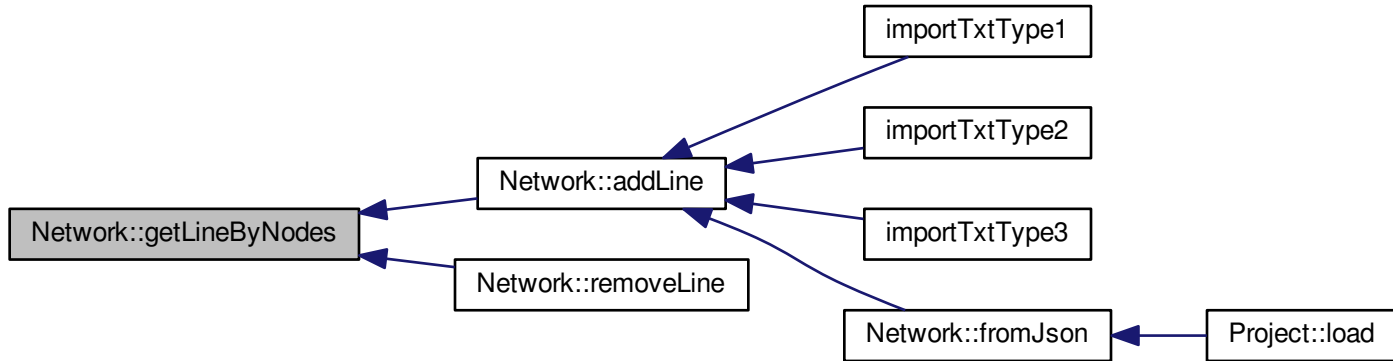 importTxtType1
importTxtType2
Network::addLine
Network::getLineByNodes
importTxtType3
Network::removeLine
Network::fromJson
Project::load